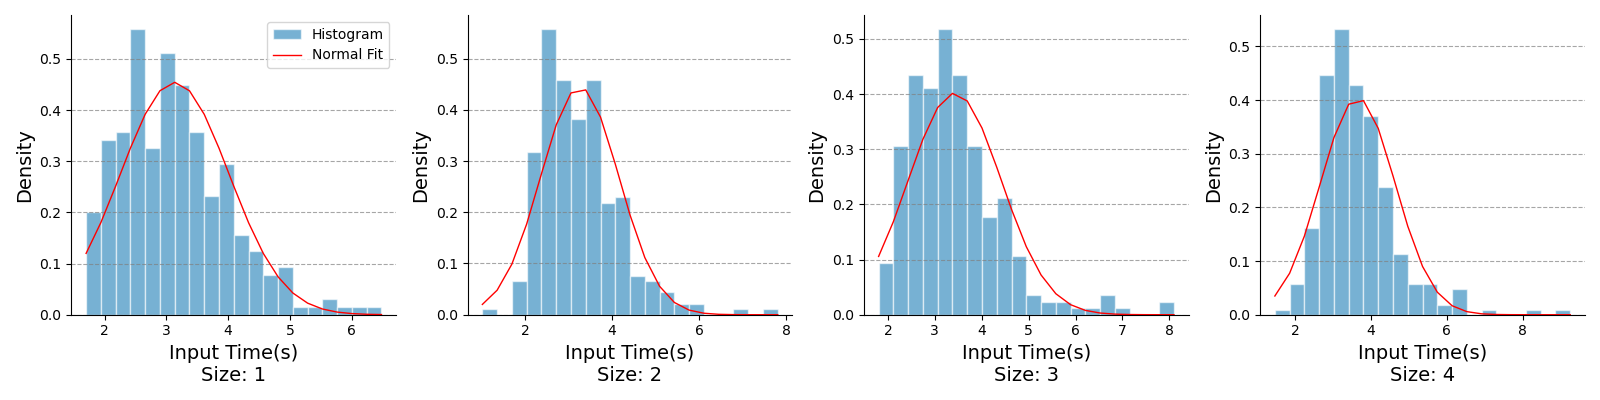 Histogram
Normal Fit
Density
0.5
0.4
0.3
0.2
0.1
0.0
2 3 4 5 6
Input Time(s)
Size: 1
Density
0.5
0.4
0.3
0.2
0.1
0.0
2 4 6 8
Input Time(s)
Size: 2
Density
0.5
0.4
0.3
0.2
0.1
0.0
2 3 4 5 6 7 8
Input Time(s)
Size: 3
Density
0.5
0.4
0.3
0.2
0.1
0.0
2 4 6 8
Input Time(s)
Size: 4